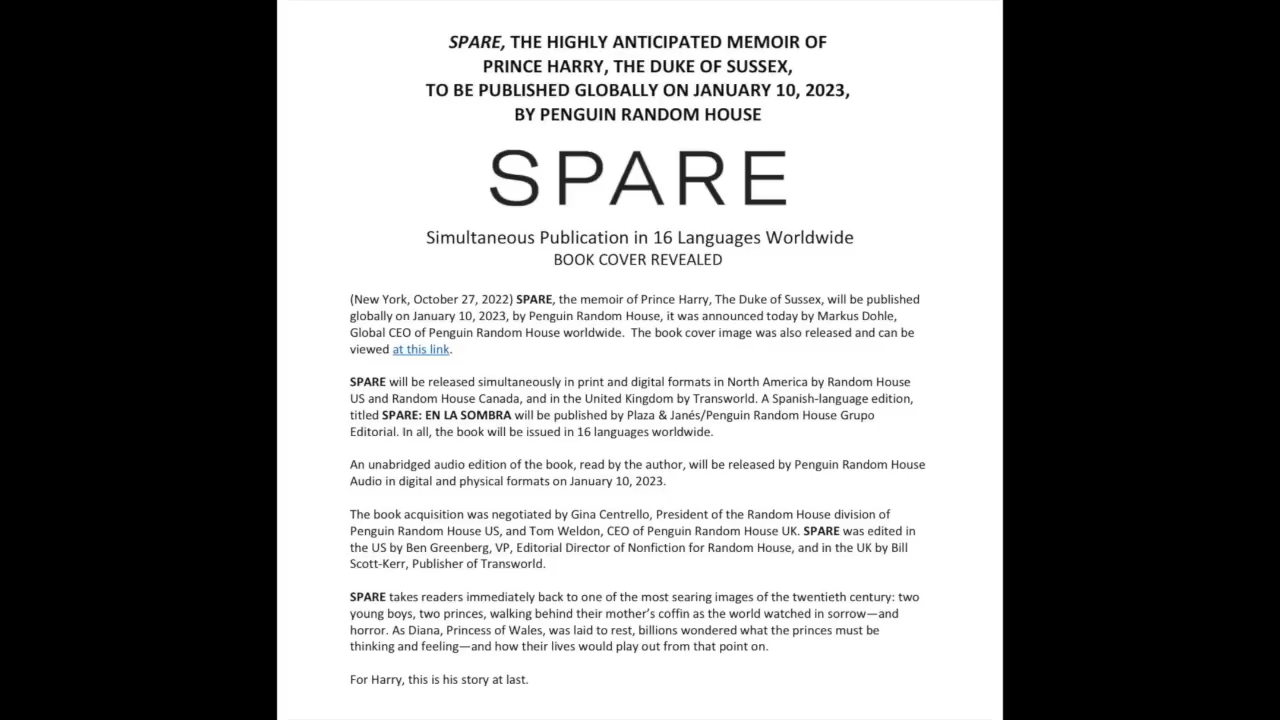 SPARE, THE HIGHLY ANTICIPATED MEMOIR OF
PRINCE HARRY, THE DUKE OF SUSSEX,
TO BE PUBLISHED GLOBALLY ON JANUARY 10, 2023,
BY PENGUIN RANDOM HOUSE
SPARE
Simultaneous Publication in 16 Languages Worldwide
BOOK COVER REVEALED
(New York, October 27, 2022) SPARE, the memoir of Prince Harry, The Duke of Sussex, will be published
globally on January 10, 2023, by Penguin Random House, it was announced today by Markus Dohle,
Global CEO of Penguin Random House worldwide. The book cover image was also released and can be
viewed at this link.
SPARE will be released simultaneously in print and digital formats in North America by Random House
US and Random House Canada, and in the United Kingdom by Transworld. A Spanish-language edition,
titled SPARE: EN LA SOMBRA will be published by Plaza & Janés/Penguin Random House Grupo
Editorial. In all, the book will be issued in 16 languages worldwide.
An unabridged audio edition of the book, read by the author, will be released by Penguin Random House
Audio in digital and physical formats on January 10, 2023.
The book acquisition was negotiated by Gina Centrello, President of the Random House division of
Penguin Random House US, and Tom Weldon, CEO of Penguin Random House UK. SPARE was edited in
the US by Ben Greenberg, VP, Editorial Director of Nonfiction for Random House, and in the UK by Bill
Scott-Kerr, Publisher of Transworld.
SPARE takes readers immediately back to one of the most searing images of the twentieth century: two
young boys, two princes, walking behind their mother's coffin as the world watched in sorrow—and
horror. As Diana, Princess of Wales, was laid to rest, billions wondered what the princes must be
thinking and feeling—and how their lives would play out from that point on.
For Harry, this is his story at last.